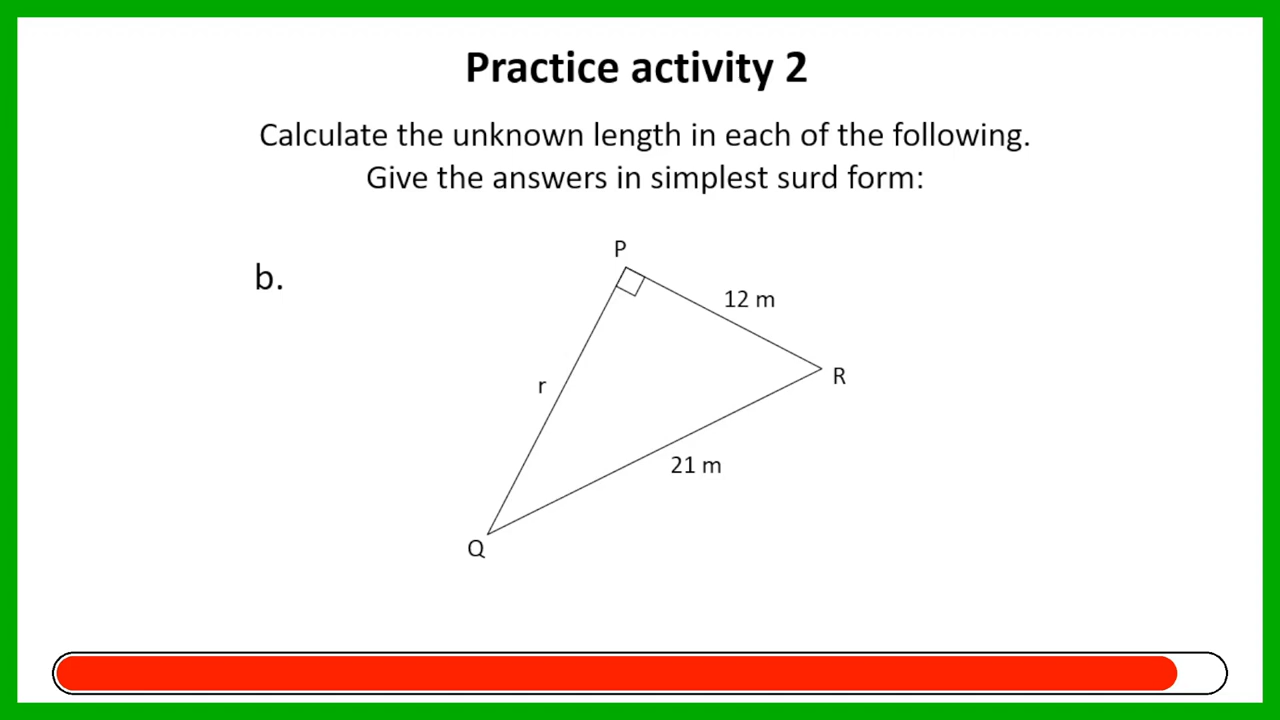 Practice activity 2
Calculate the unknown length in each of the following.
Give the answers in simplest surd form:
b.
P
12 m
r
R
21 m
Q